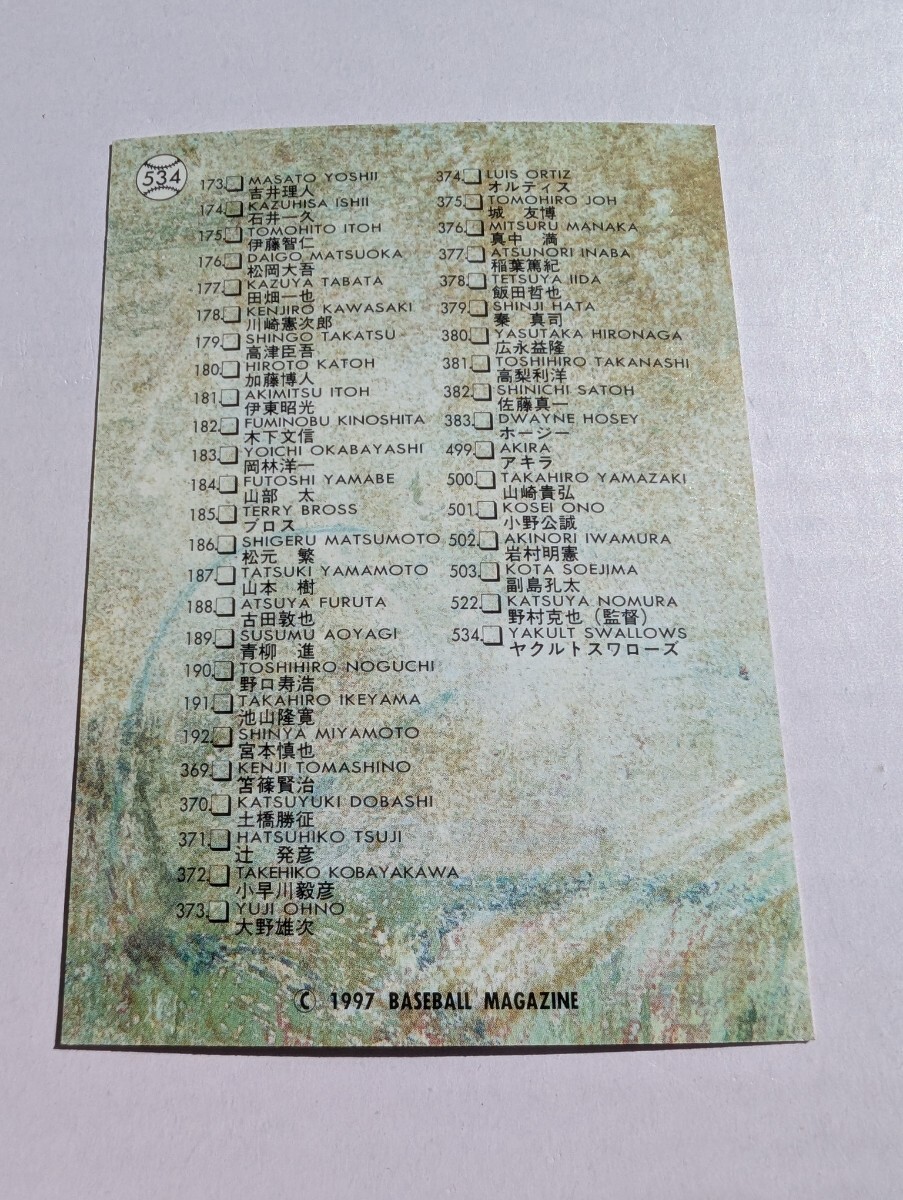 534
173. MASATO YOSHII
吉井理人
174. KAZUHISA ISHII
石井一久
175. TOMOHITO ITOH
伊藤智仁
176. DAIGO MATSUOKA
松岡大吾
177. KAZUYA TABATA
田畑一也
178. KENJIRO KAWASAKI
川崎憲次郎
179. SHINGO TAKATSU
高津臣吾
180. HIROTO KATOH
加藤博人
181. AKIMITSU ITOH
伊東昭光
182. FUMINOBU KINOSHITA
木下文信
183. YOICHI OKABAYASHI
岡林洋一
184. FUTOSHI YAMABE
山部 太
185. TERRY BROSS
ブロス
186. SHIGERU MATSUMOTO
松元 繁
187. TATSUKI YAMAMOTO
山本 樹
188. ATSUYA FURUTA
古田敦也
189. SUSUMU AOYAGI
青柳 進
190. TOSHIHIRO NOGUCHI
野口寿浩
191. TAKAHIRO IKEYAMA
池山隆寛
192. SHINYA MIYAMOTO
宮本慎也
369. KENJI TOMASHINO
笘篠賢治
370. KATSUYUKI DOBASHI
土橋勝征
371. HATSUHIKO TSUJI
辻 発彦
372. TAKEHIKO KOBAYAKAWA
小早川毅彦
373. YUJI OHNO
大野雄次
374. LUIS ORTIZ
オルティス
375. TOMOHIRO JOH
城 友博
376. MITSURU MANAKA
真中 満
377. ATSUNORI INABA
稲葉篤紀
378. TETSUYA IIDA
飯田哲也
379. SHINJI HATA
秦 真司
380. YASUTAKA HIRONAGA
広永益隆
381. TOSHIHIRO TAKANASHI
高梨利洋
382. SHINICHI SATOH
佐藤真一
383. DWAYNE HOSEY
ホージー
499. AKIRA
アキラ
500. TAKAHIRO YAMAZAKI
山崎貴弘
501. KOSEI ONO
小野公誠
502. AKINORI IWAMURA
岩村明憲
503. KOTA SOEJIMA
副島孔太
522. KATSUYA NOMURA
野村克也(監督)
534. YAKULT SWALLOWS
ヤクルトスワローズ
© 1997 BASEBALL MAGAZINE